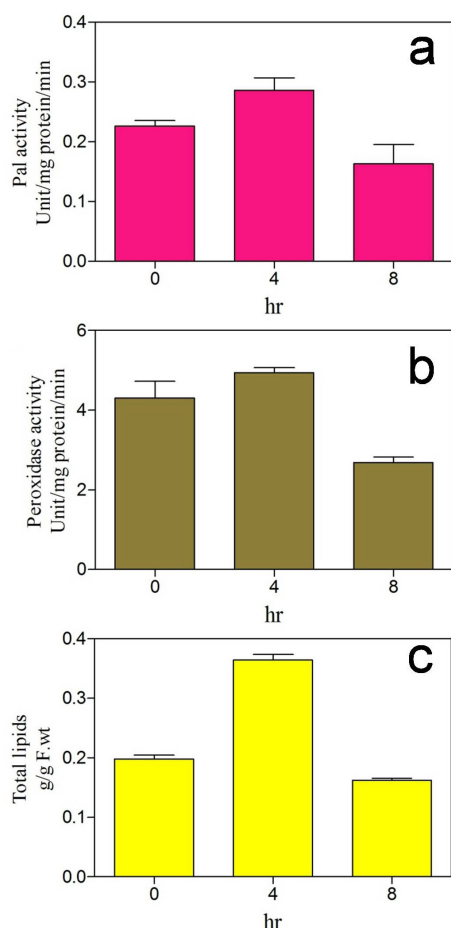 a
Pal activity
Unit/mg protein/min
0.4
0.3
0.2
0.1
0.0
0 4 8
hr
b
Peroxidase activity
Unit/mg protein/min
6
4
2
0
0 4 8
hr
c
Total lipids
g/g F.wt
0.4
0.3
0.2
0.1
0.0
0 4 8
hr